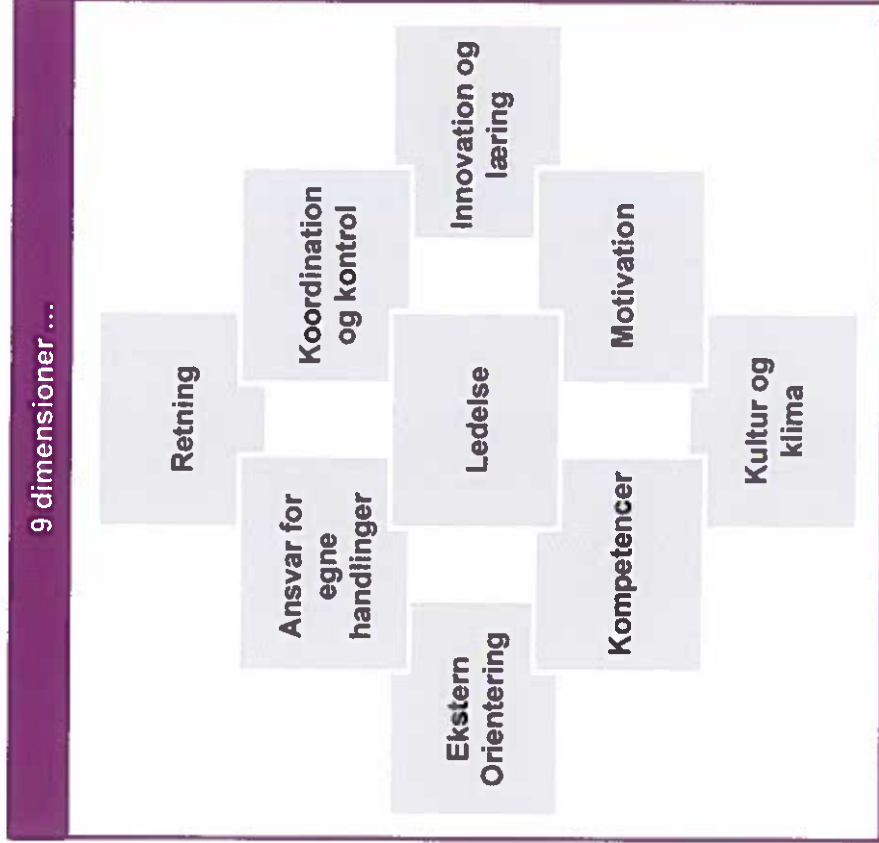 9 dimensioner...
Retning
Ansvar for
egne
handlinger
Koordination
og kontrol
Ekstern
Orientering
Ledelse
Innovation og
læring
Kompetencer
Motivation
Kultur og
klima